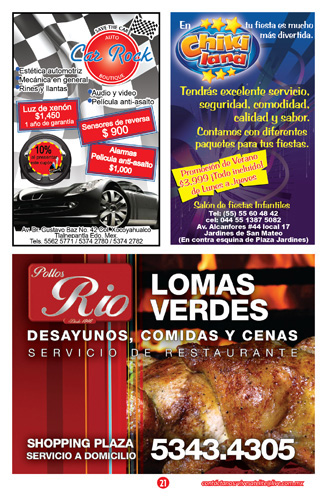 SAVE THE CAR
AUTO
Car Rock
BOUTIQUE
•Estética automotriz
•Mecánica en general
•Rines y llantas
•Audio y video
•Película anti-asalto
Luz de xenón
$1,450
1 año de garantía
Sensores de reversa
$ 900
Alarmas
Película anti-asalto
$1,000
10%
Av. Dr. Gustavo Baz No. 42 Col. Xocoyahualco
Tlalnepantla Edo. Mex.
Tels. 5562 5771 / 5374 2780 / 5374 2782
En
Chiki
land
tu fiesta es mucho
más divertida.
Tendrás excelente servicio,
seguridad, comodidad,
calidad y sabor.
Contamos con diferentes
paquetes para tus fiestas.
Promoción de Verano
$3,999 ¡Todo incluido!
de Lunes a Jueves
Salón de fiestas Infantiles
Tel: (55) 55 60 48 42
cel: 044 55 1387 5082
Av. Alcanfores #44 local 17
Jardines de San Mateo
(En contra esquina de Plaza Jardines)
Pollos
Rio
LOMAS
VERDES
DESAYUNOS, COMIDAS Y CENAS
SERVICIO DE RESTAURANTE
SHOPPING PLAZA
SERVICIO A DOMICILIO
5343.4305
21